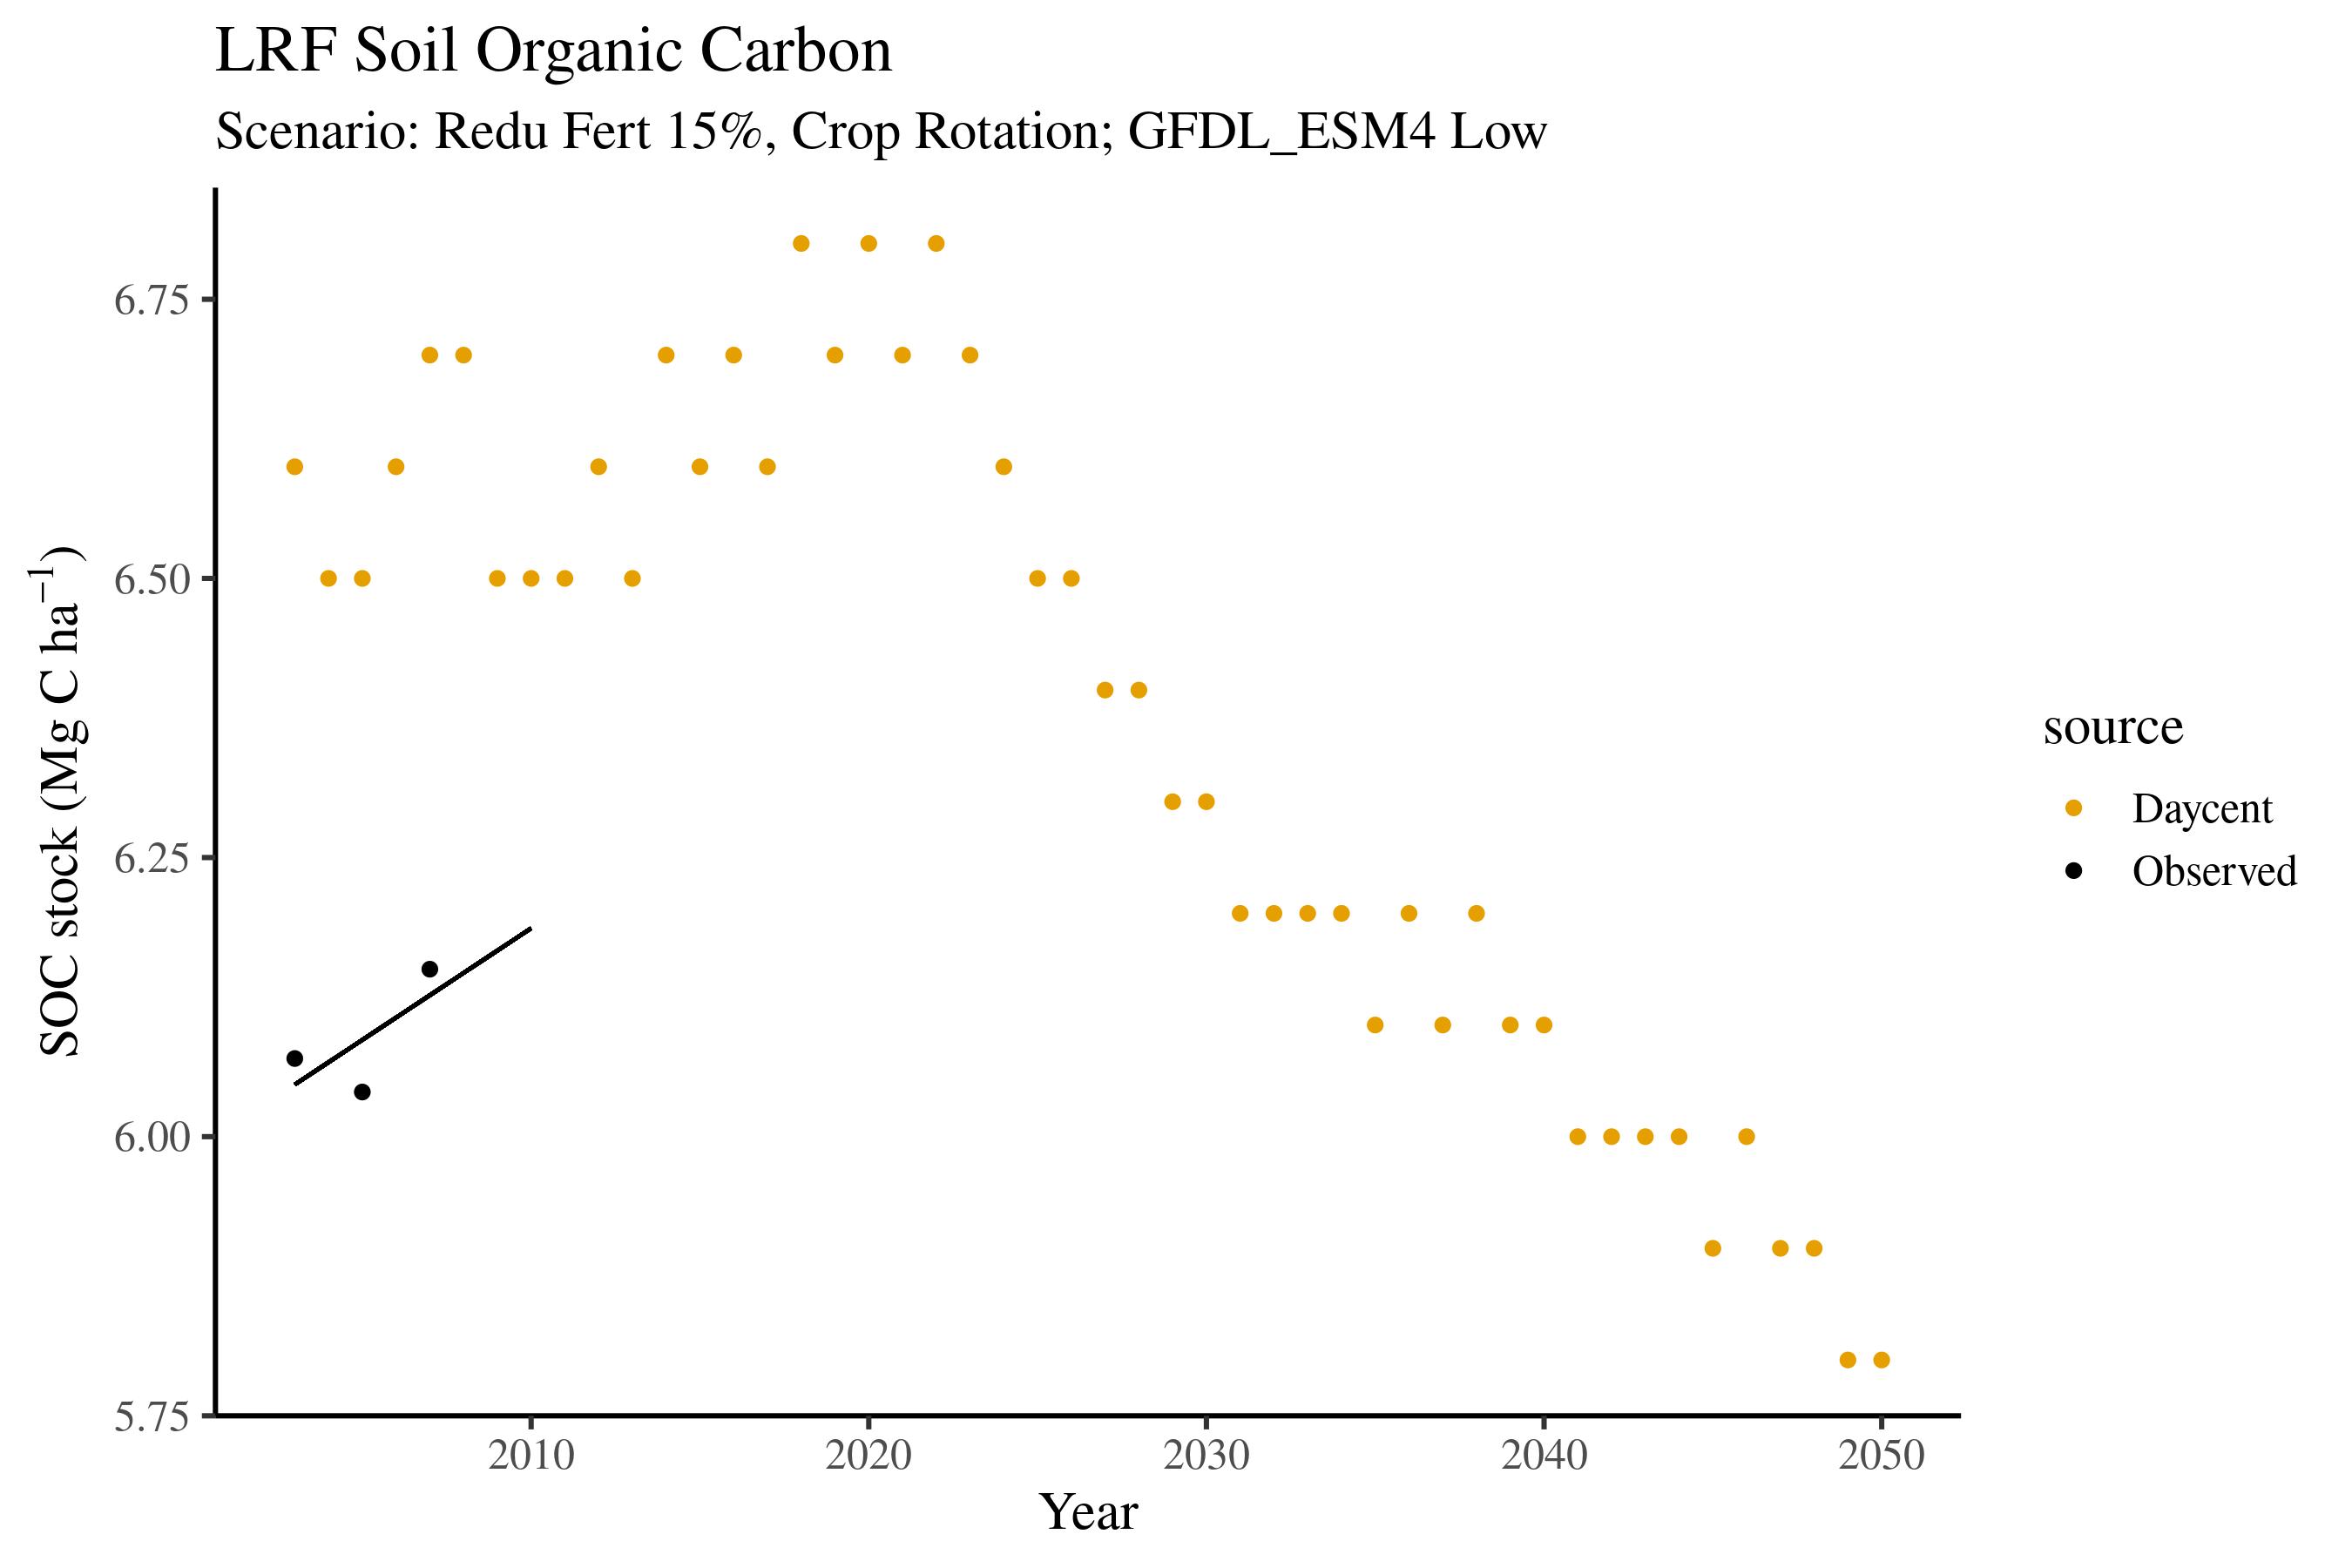 LRF Soil Organic Carbon
Scenario: Redu Fert 15%, Crop Rotation; GFDL_ESM4 Low
SOC stock (Mg C ha⁻¹)
6.75
6.50
6.25
6.00
5.75
2010 2020 2030 2040 2050
Year
source
Daycent
Observed